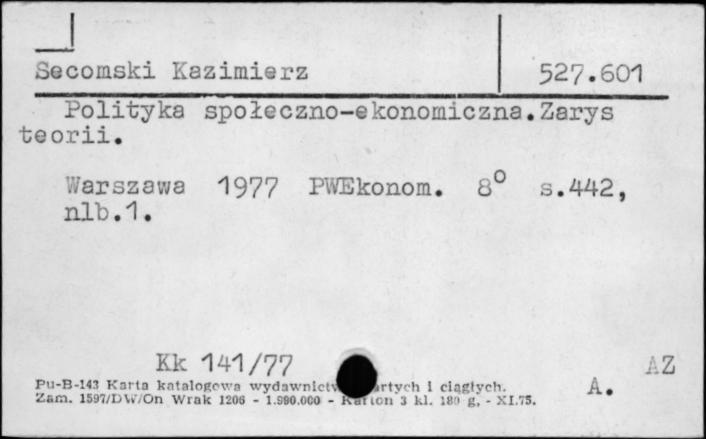 Secomski Kazimierz 527.601
Polityka społeczno-ekonomiczna.Zarys
teorii.
Warszawa 1977 PWEkonom. 8° s.442,
nlb.1.
Kk 141/77 AZ
Pu-B-143 Karta katalogowa wydawnictw artych i ciągłych. A.
Zam. 1597/DW/On Wrak 1206 - 1.990.000 - Karton 3 kl. 180 g, - XI.75.